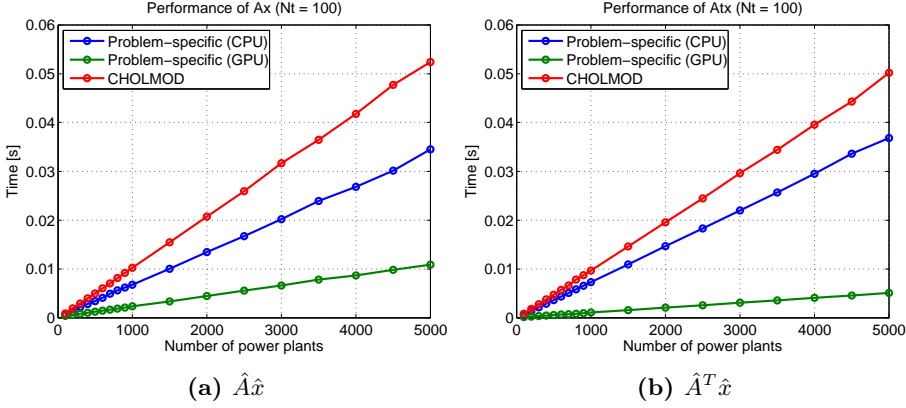 Performance of Ax (Nt = 100)
0.06
0.05
0.04
0.03
0.02
0.01
0
Time [s]
Problem−specific (CPU)
Problem−specific (GPU)
CHOLMOD
0 1000 2000 3000 4000 5000
Number of power plants
(a) Âx̂
Performance of Atx (Nt = 100)
0.06
0.05
0.04
0.03
0.02
0.01
0
Time [s]
Problem−specific (CPU)
Problem−specific (GPU)
CHOLMOD
0 1000 2000 3000 4000 5000
Number of power plants
(b) Â^T x̂